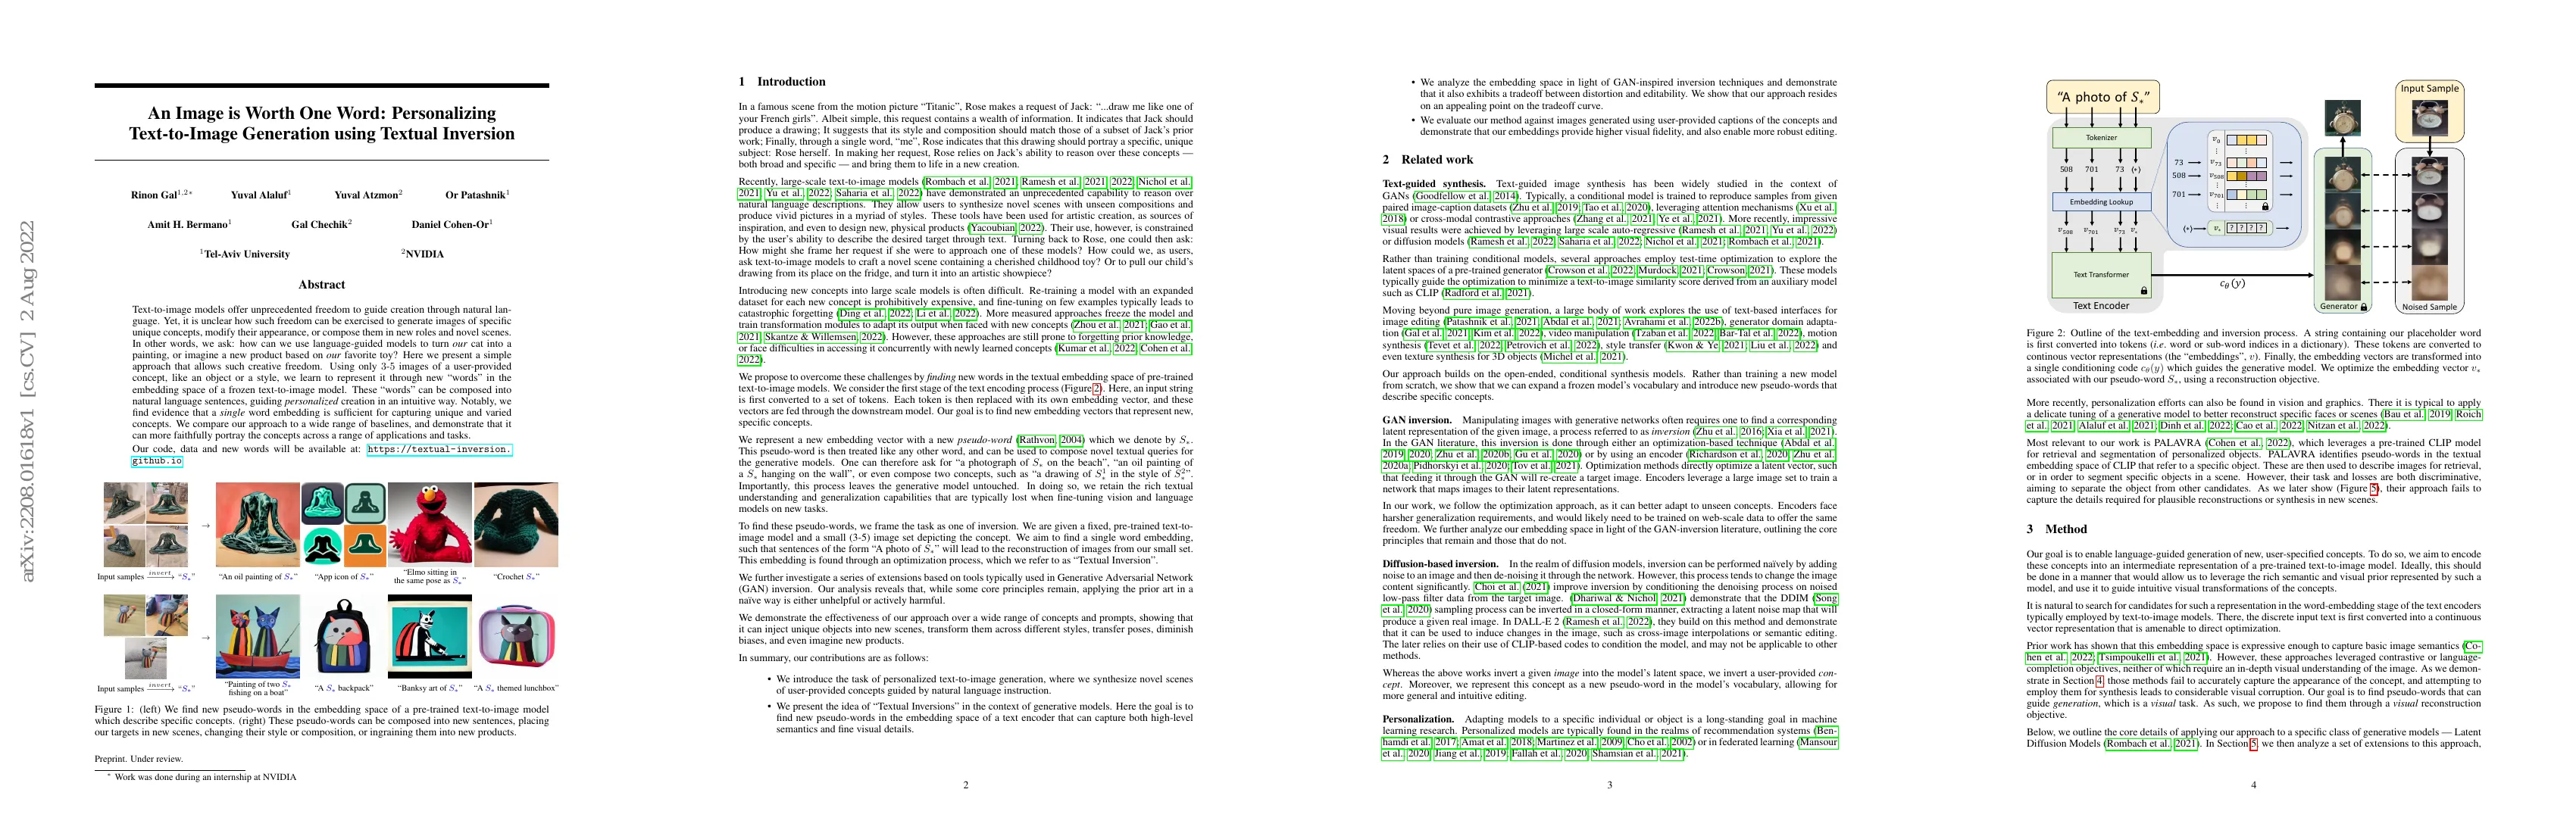 arXiv:2208.01618v1 [cs.CV] 2 Aug 2022
An Image is Worth One Word: Personalizing
Text-to-Image Generation using Textual Inversion
Rinon Gal1,2∗ Yuval Alaluf1 Yuval Atzmon2 Or Patashnik1
Amit H. Bermano1 Gal Chechik2 Daniel Cohen-Or1
1Tel-Aviv University 2NVIDIA
Abstract
Text-to-image models offer unprecedented freedom to guide creation through natural lan-
guage. Yet, it is unclear how such freedom can be exercised to generate images of specific
unique concepts, modify their appearance, or compose them in new roles and novel scenes.
In other words, we ask: how can we use language-guided models to turn our cat into a
painting, or imagine a new product based on our favorite toy? Here we present a simple
approach that allows such creative freedom. Using only 3-5 images of a user-provided
concept, like an object or a style, we learn to represent it through new “words” in the
embedding space of a frozen text-to-image model. These “words” can be composed into
natural language sentences, guiding personalized creation in an intuitive way. Notably, we
find evidence that a single word embedding is sufficient for capturing unique and varied
concepts. We compare our approach to a wide range of baselines, and demonstrate that it
can more faithfully portray the concepts across a range of applications and tasks.
Our code, data and new words will be available at: https://textual-inversion.
github.io
Input samples invert → “S∗” “An oil painting of S∗” “App icon of S∗” “Elmo sitting in
the same pose as S∗” “Crochet S∗”
Input samples invert → “S∗” “Painting of two S∗
fishing on a boat” “A S∗ backpack” “Banksy art of S∗” “A S∗ themed lunchbox”
Figure 1: (left) We find new pseudo-words in the embedding space of a pre-trained text-to-image model
which describe specific concepts. (right) These pseudo-words can be composed into new sentences, placing
our targets in new scenes, changing their style or composition, or ingraining them into new products.
Preprint. Under review.
∗ Work was done during an internship at NVIDIA
1 Introduction
In a famous scene from the motion picture “Titanic”, Rose makes a request of Jack: “...draw me like one of
your French girls”. Albeit simple, this request contains a wealth of information. It indicates that Jack should
produce a drawing; It suggests that its style and composition should match those of a subset of Jack’s prior
work; Finally, through a single word, “me”, Rose indicates that this drawing should portray a specific, unique
subject: Rose herself. In making her request, Rose relies on Jack’s ability to reason over these concepts —
both broad and specific — and bring them to life in a new creation.
Recently, large-scale text-to-image models (Rombach et al., 2021; Ramesh et al., 2021, 2022; Nichol et al.,
2021; Yu et al., 2022; Saharia et al., 2022) have demonstrated an unprecedented capability to reason over
natural language descriptions. They allow users to synthesize novel scenes with unseen compositions and
produce vivid pictures in a myriad of styles. These tools have been used for artistic creation, as sources of
inspiration, and even to design new, physical products (Yacoubian, 2022). Their use, however, is constrained
by the user’s ability to describe the desired target through text. Turning back to Rose, one could then ask:
How might she frame her request if she were to approach one of these models? How could we, as users,
ask text-to-image models to craft a novel scene containing a cherished childhood toy? Or to pull our child’s
drawing from its place on the fridge, and turn it into an artistic showpiece?
Introducing new concepts into large scale models is often difficult. Re-training a model with an expanded
dataset for each new concept is prohibitively expensive, and fine-tuning on few examples typically leads to
catastrophic forgetting (Ding et al., 2022; Li et al., 2022). More measured approaches freeze the model and
train transformation modules to adapt its output when faced with new concepts (Zhou et al., 2021; Gao et al.,
2021; Skantze & Willemsen, 2022). However, these approaches are still prone to forgetting prior knowledge,
or face difficulties in accessing it concurrently with newly learned concepts (Kumar et al., 2022; Cohen et al.,
2022).
We propose to overcome these challenges by finding new words in the textual embedding space of pre-trained
text-to-image models. We consider the first stage of the text encoding process (Figure 2). Here, an input string
is first converted to a set of tokens. Each token is then replaced with its own embedding vector, and these
vectors are fed through the downstream model. Our goal is to find new embedding vectors that represent new,
specific concepts.
We represent a new embedding vector with a new pseudo-word (Rathvon, 2004) which we denote by S∗.
This pseudo-word is then treated like any other word, and can be used to compose novel textual queries for
the generative models. One can therefore ask for “a photograph of S∗ on the beach”, “an oil painting of
a S∗ hanging on the wall”, or even compose two concepts, such as “a drawing of S1∗ in the style of S2∗”.
Importantly, this process leaves the generative model untouched. In doing so, we retain the rich textual
understanding and generalization capabilities that are typically lost when fine-tuning vision and language
models on new tasks.
To find these pseudo-words, we frame the task as one of inversion. We are given a fixed, pre-trained text-to-
image model and a small (3-5) image set depicting the concept. We aim to find a single word embedding,
such that sentences of the form “A photo of S∗” will lead to the reconstruction of images from our small set.
This embedding is found through an optimization process, which we refer to as “Textual Inversion”.
We further investigate a series of extensions based on tools typically used in Generative Adversarial Network
(GAN) inversion. Our analysis reveals that, while some core principles remain, applying the prior art in a
naïve way is either unhelpful or actively harmful.
We demonstrate the effectiveness of our approach over a wide range of concepts and prompts, showing that
it can inject unique objects into new scenes, transform them across different styles, transfer poses, diminish
biases, and even imagine new products.
In summary, our contributions are as follows:
• We introduce the task of personalized text-to-image generation, where we synthesize novel scenes
of user-provided concepts guided by natural language instruction.
• We present the idea of “Textual Inversions” in the context of generative models. Here the goal is to
find new pseudo-words in the embedding space of a text encoder that can capture both high-level
semantics and fine visual details.
2
• We analyze the embedding space in light of GAN-inspired inversion techniques and demonstrate
that it also exhibits a tradeoff between distortion and editability. We show that our approach resides
on an appealing point on the tradeoff curve.
• We evaluate our method against images generated using user-provided captions of the concepts and
demonstrate that our embeddings provide higher visual fidelity, and also enable more robust editing.
2 Related work
Text-guided synthesis. Text-guided image synthesis has been widely studied in the context of
GANs (Goodfellow et al., 2014). Typically, a conditional model is trained to reproduce samples from given
paired image-caption datasets (Zhu et al., 2019; Tao et al., 2020), leveraging attention mechanisms (Xu et al.,
2018) or cross-modal contrastive approaches (Zhang et al., 2021; Ye et al., 2021). More recently, impressive
visual results were achieved by leveraging large scale auto-regressive (Ramesh et al., 2021; Yu et al., 2022)
or diffusion models (Ramesh et al., 2022; Saharia et al., 2022; Nichol et al., 2021; Rombach et al., 2021).
Rather than training conditional models, several approaches employ test-time optimization to explore the
latent spaces of a pre-trained generator (Crowson et al., 2022; Murdock, 2021; Crowson, 2021). These models
typically guide the optimization to minimize a text-to-image similarity score derived from an auxiliary model
such as CLIP (Radford et al., 2021).
Moving beyond pure image generation, a large body of work explores the use of text-based interfaces for
image editing (Patashnik et al., 2021; Abdal et al., 2021; Avrahami et al., 2022b), generator domain adapta-
tion (Gal et al., 2021; Kim et al., 2022), video manipulation (Tzaban et al., 2022; Bar-Tal et al., 2022), motion
synthesis (Tevet et al., 2022; Petrovich et al., 2022), style transfer (Kwon & Ye, 2021; Liu et al., 2022) and
even texture synthesis for 3D objects (Michel et al., 2021).
Our approach builds on the open-ended, conditional synthesis models. Rather than training a new model
from scratch, we show that we can expand a frozen model’s vocabulary and introduce new pseudo-words that
describe specific concepts.
GAN inversion. Manipulating images with generative networks often requires one to find a corresponding
latent representation of the given image, a process referred to as inversion (Zhu et al., 2016; Xia et al., 2021).
In the GAN literature, this inversion is done through either an optimization-based technique (Abdal et al.,
2019, 2020; Zhu et al., 2020b; Gu et al., 2020) or by using an encoder (Richardson et al., 2020; Zhu et al.,
2020a; Pidhorskyi et al., 2020; Tov et al., 2021). Optimization methods directly optimize a latent vector, such
that feeding it through the GAN will re-create a target image. Encoders leverage a large image set to train a
network that maps images to their latent representations.
In our work, we follow the optimization approach, as it can better adapt to unseen concepts. Encoders face
harsher generalization requirements, and would likely need to be trained on web-scale data to offer the same
freedom. We further analyze our embedding space in light of the GAN-inversion literature, outlining the core
principles that remain and those that do not.
Diffusion-based inversion. In the realm of diffusion models, inversion can be performed naïvely by adding
noise to an image and then de-noising it through the network. However, this process tends to change the image
content significantly. Choi et al. (2021) improve inversion by conditioning the denoising process on noised
low-pass filter data from the target image. (Dhariwal & Nichol, 2021) demonstrate that the DDIM (Song
et al., 2020) sampling process can be inverted in a closed-form manner, extracting a latent noise map that will
produce a given real image. In DALL-E 2 (Ramesh et al., 2022), they build on this method and demonstrate
that it can be used to induce changes in the image, such as cross-image interpolations or semantic editing.
The later relies on their use of CLIP-based codes to condition the model, and may not be applicable to other
methods.
Whereas the above works invert a given image into the model’s latent space, we invert a user-provided con-
cept. Moreover, we represent this concept as a new pseudo-word in the model’s vocabulary, allowing for
more general and intuitive editing.
Personalization. Adapting models to a specific individual or object is a long-standing goal in machine
learning research. Personalized models are typically found in the realms of recommendation systems (Ben-
hamdi et al., 2017; Amat et al., 2018; Martinez et al., 2009; Cho et al., 2002) or in federated learning (Mansour
et al., 2020; Jiang et al., 2019; Fallah et al., 2020; Shamsian et al., 2021).
3
“A photo of S∗”
Input Sample
Tokenizer
508 701 73 (∗)
Embedding Lookup
v508 v701 v73 v∗
Text Transformer
Text Encoder
v0
73 v73
508 v508
701 v701
(∗) v∗ ? ? ? ?
cθ(y)
Generator
Noised Sample
Figure 2: Outline of the text-embedding and inversion process. A string containing our placeholder word
is first converted into tokens (i.e. word or sub-word indices in a dictionary). These tokens are converted to
continous vector representations (the “embeddings”, v). Finally, the embedding vectors are transformed into
a single conditioning code cθ(y) which guides the generative model. We optimize the embedding vector v∗
associated with our pseudo-word S∗, using a reconstruction objective.
More recently, personalization efforts can also be found in vision and graphics. There it is typical to apply
a delicate tuning of a generative model to better reconstruct specific faces or scenes (Bau et al., 2019; Roich
et al., 2021; Alaluf et al., 2021; Dinh et al., 2022; Cao et al., 2022; Nitzan et al., 2022).
Most relevant to our work is PALAVRA (Cohen et al., 2022), which leverages a pre-trained CLIP model
for retrieval and segmentation of personalized objects. PALAVRA identifies pseudo-words in the textual
embedding space of CLIP that refer to a specific object. These are then used to describe images for retrieval,
or in order to segment specific objects in a scene. However, their task and losses are both discriminative,
aiming to separate the object from other candidates. As we later show (Figure 5), their approach fails to
capture the details required for plausible reconstructions or synthesis in new scenes.
3 Method
Our goal is to enable language-guided generation of new, user-specified concepts. To do so, we aim to encode
these concepts into an intermediate representation of a pre-trained text-to-image model. Ideally, this should
be done in a manner that would allow us to leverage the rich semantic and visual prior represented by such a
model, and use it to guide intuitive visual transformations of the concepts.
It is natural to search for candidates for such a representation in the word-embedding stage of the text encoders
typically employed by text-to-image models. There, the discrete input text is first converted into a continuous
vector representation that is amenable to direct optimization.
Prior work has shown that this embedding space is expressive enough to capture basic image semantics (Co-
hen et al., 2022; Tsimpoukelli et al., 2021). However, these approaches leveraged contrastive or language-
completion objectives, neither of which require an in-depth visual understanding of the image. As we demon-
strate in Section 4, those methods fail to accurately capture the appearance of the concept, and attempting to
employ them for synthesis leads to considerable visual corruption. Our goal is to find pseudo-words that can
guide generation, which is a visual task. As such, we propose to find them through a visual reconstruction
objective.
Below, we outline the core details of applying our approach to a specific class of generative models — Latent
Diffusion Models (Rombach et al., 2021). In Section 5, we then analyze a set of extensions to this approach,
4